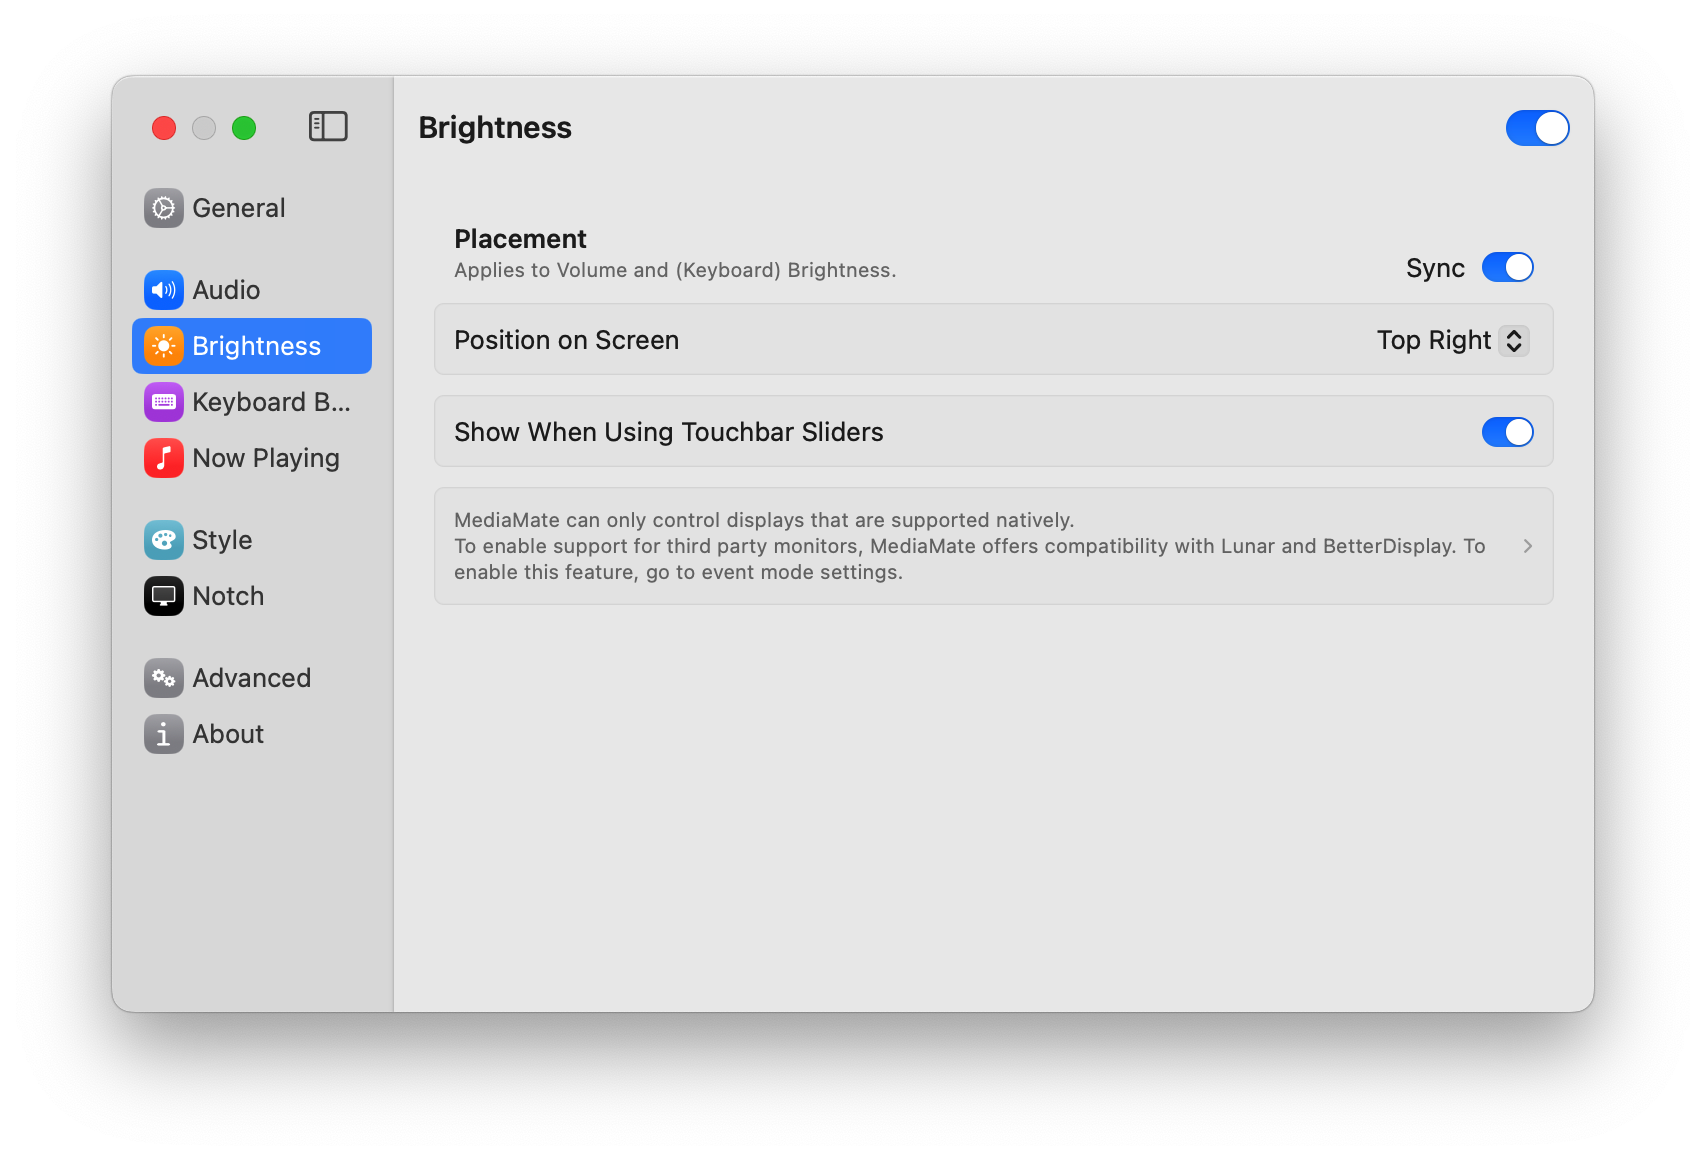 Brightness
General
Audio
Brightness
Keyboard B...
Now Playing
Style
Notch
Advanced
About
Placement
Applies to Volume and (Keyboard) Brightness.
Sync
Position on Screen
Top Right
Show When Using Touchbar Sliders
MediaMate can only control displays that are supported natively.
To enable support for third party monitors, MediaMate offers compatibility with Lunar and BetterDisplay. To
enable this feature, go to event mode settings.